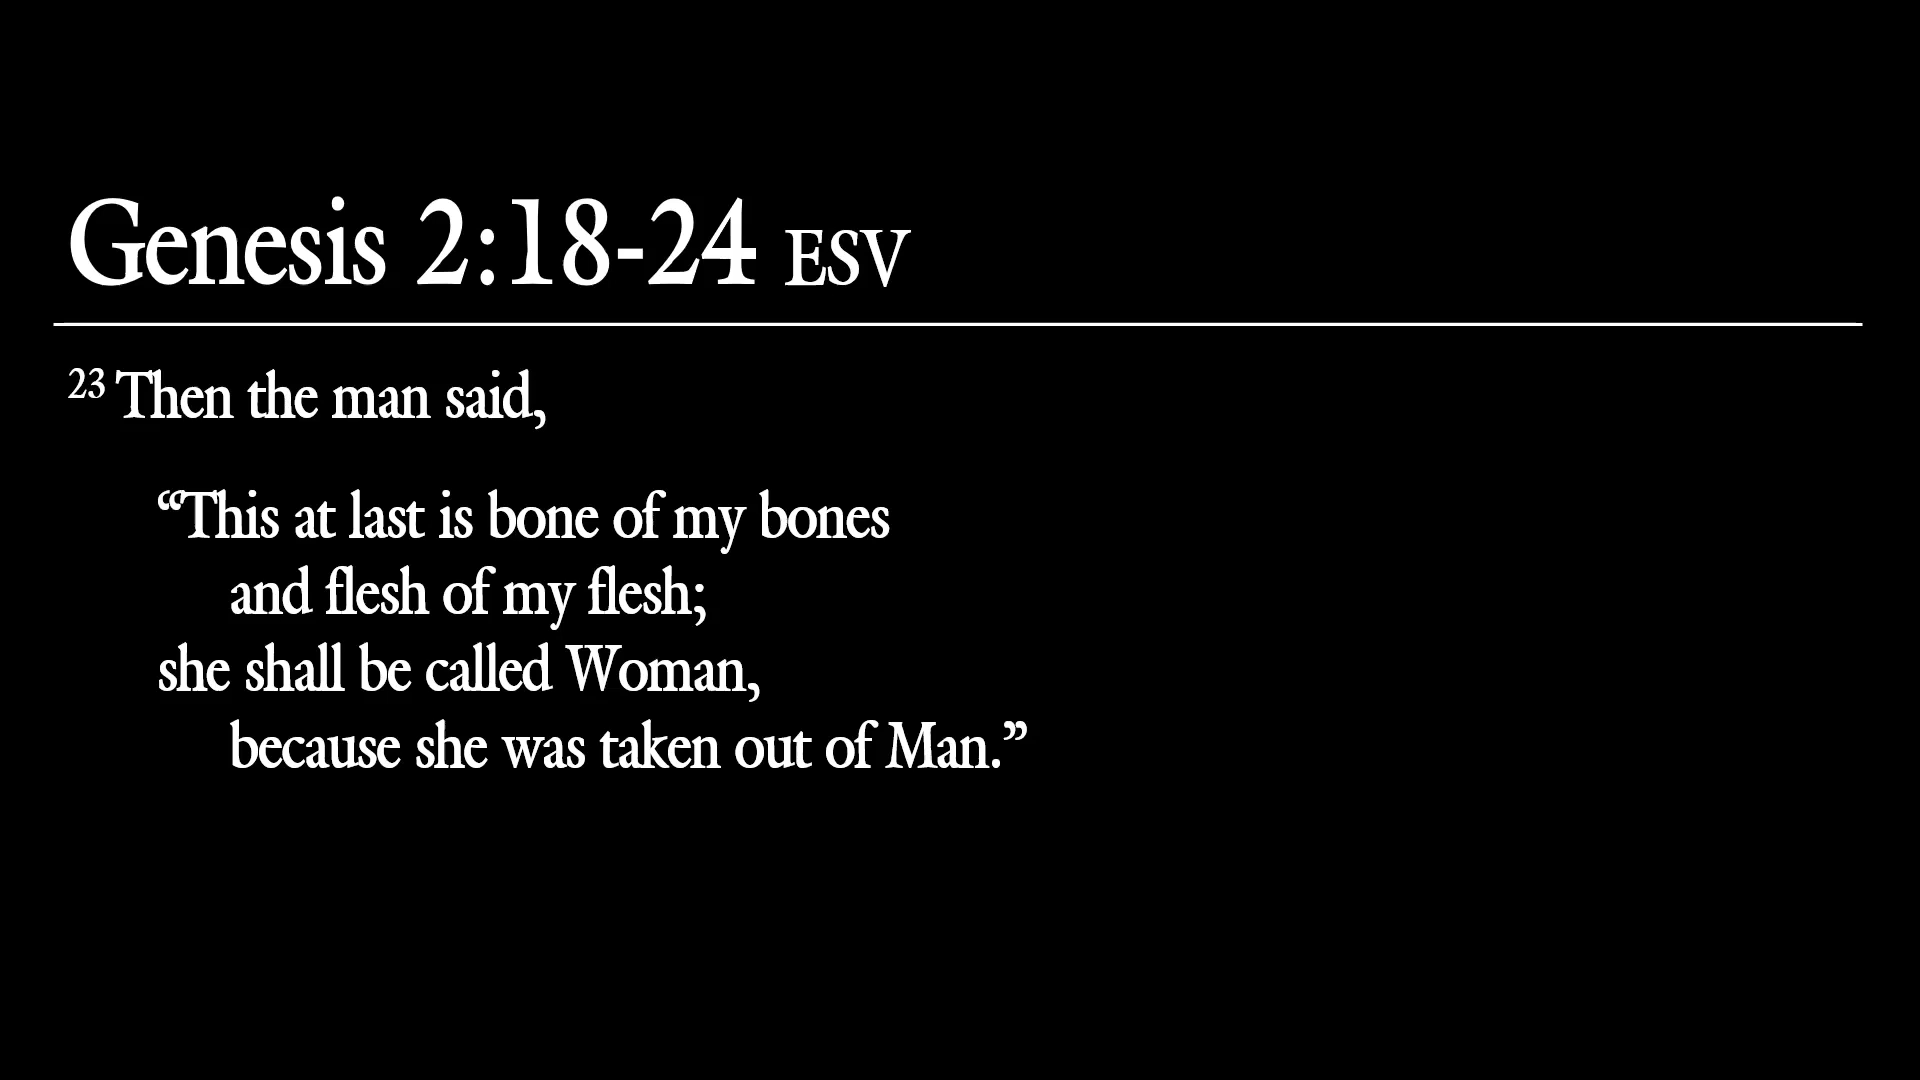 Genesis 2:18-24 ESV
23 Then the man said,
“This at last is bone of my bones
and flesh of my flesh;
she shall be called Woman,
because she was taken out of Man.”